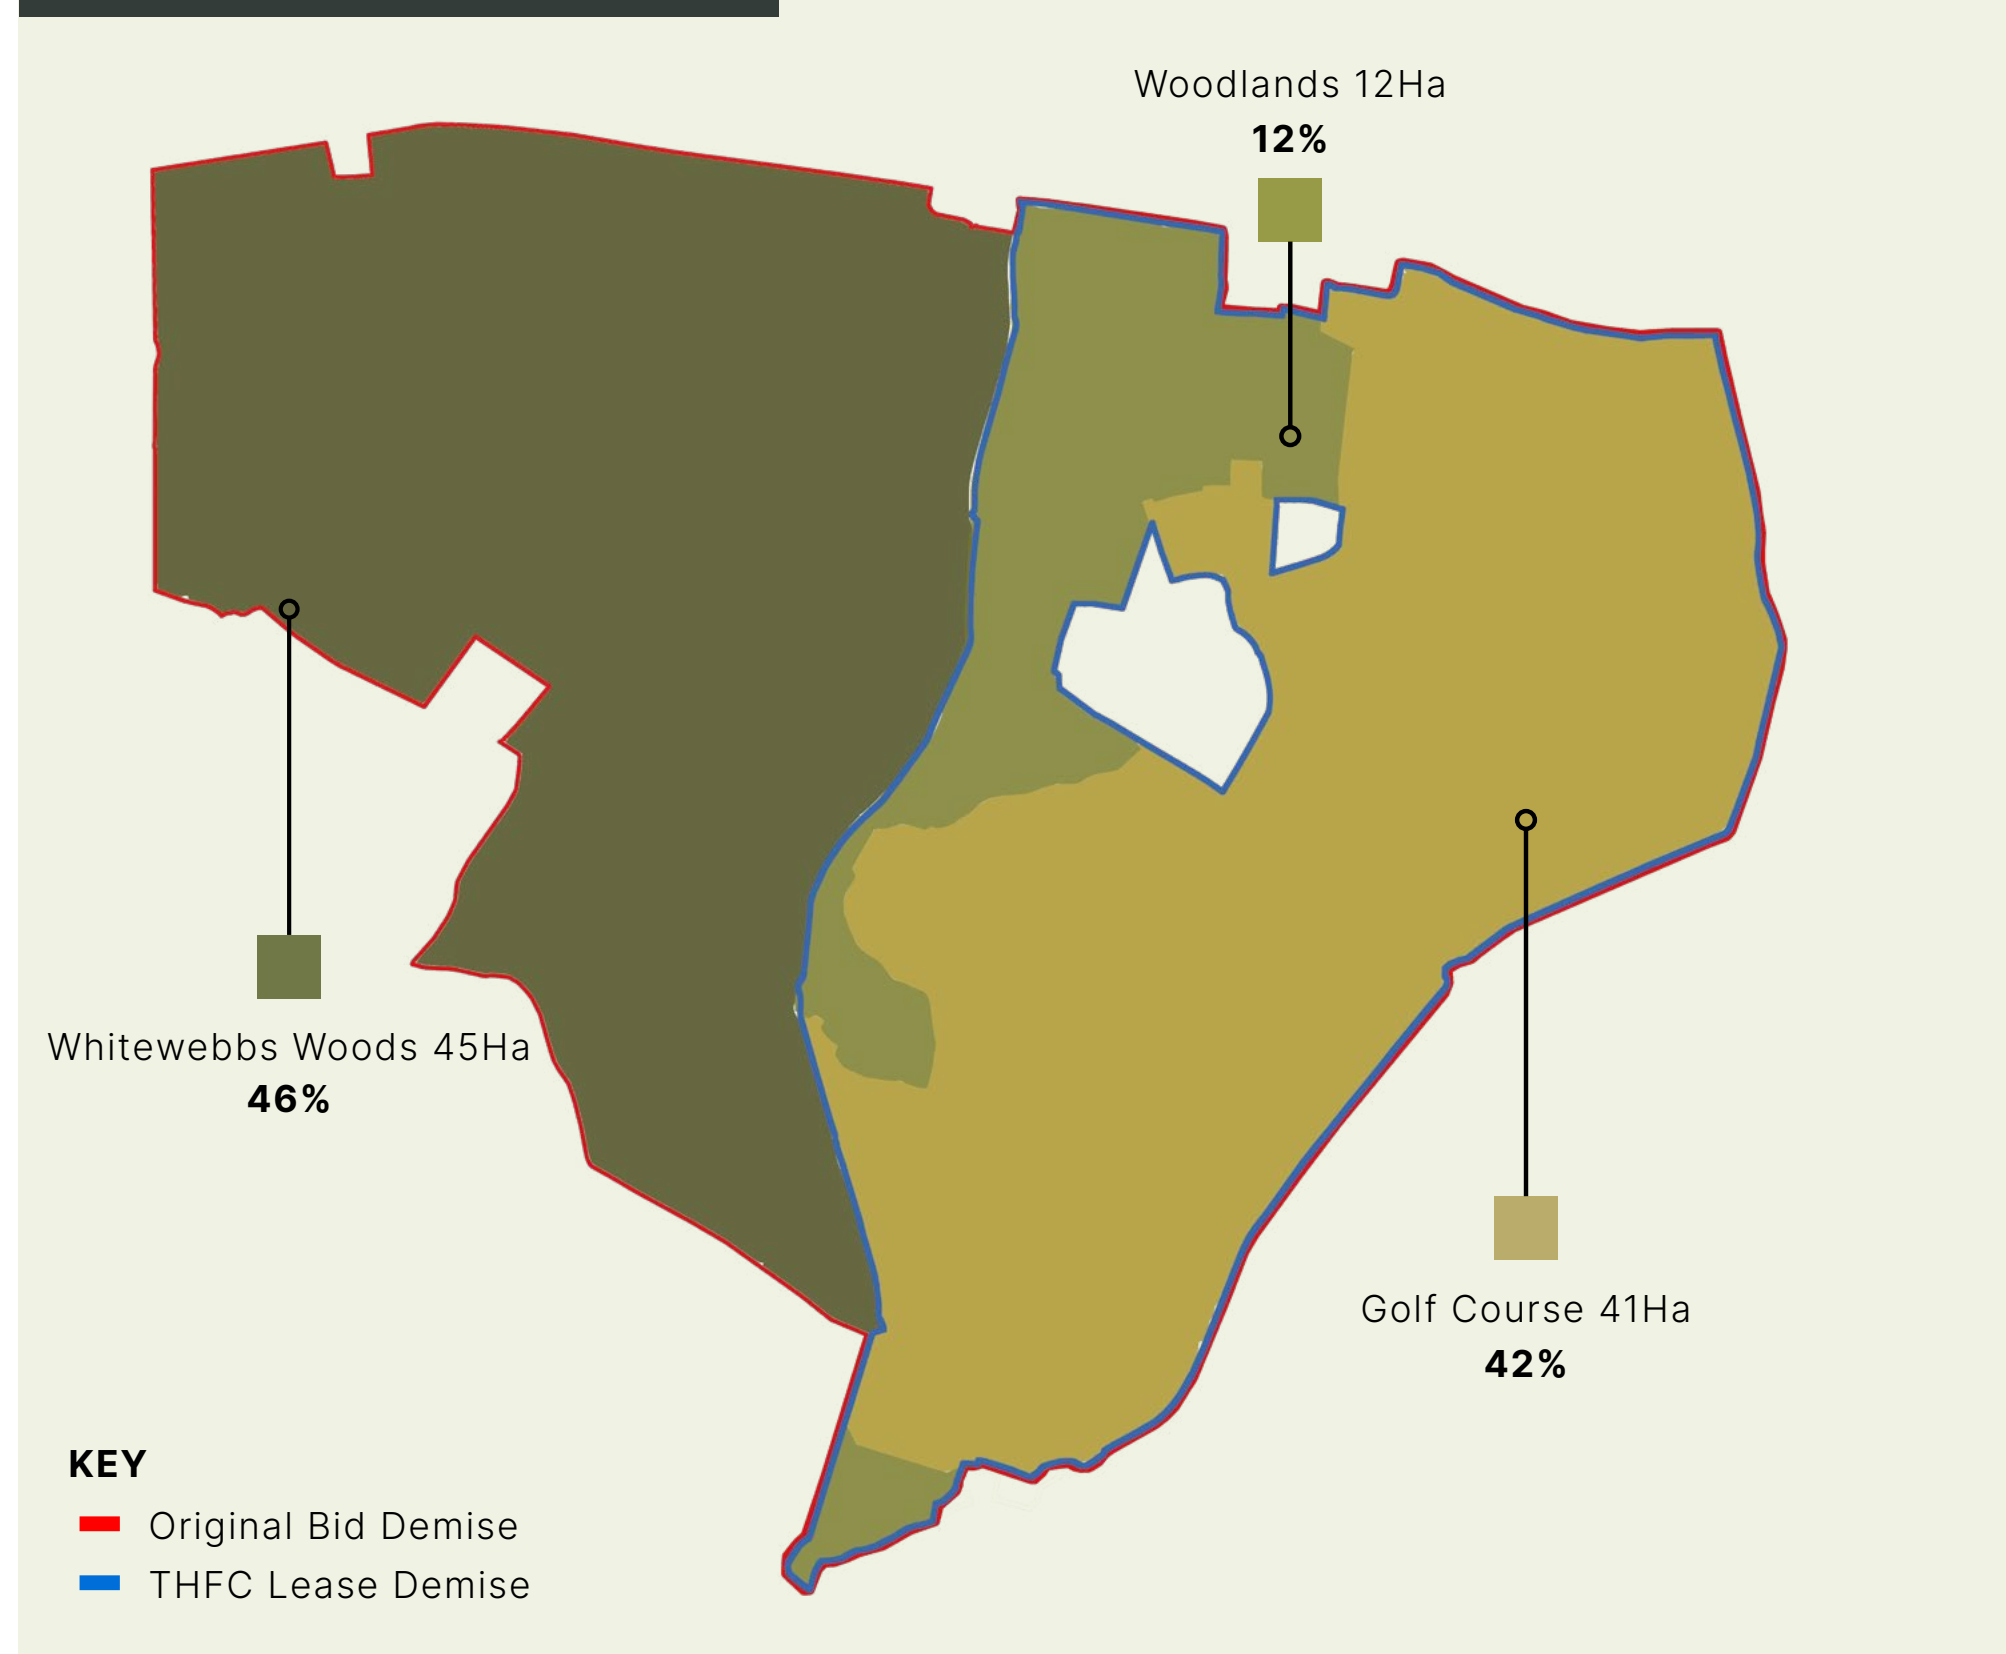 Woodlands 12Ha
12%
Whitewebbs Woods 45Ha
46%
Golf Course 41Ha
42%
KEY
Original Bid Demise
THFC Lease Demise